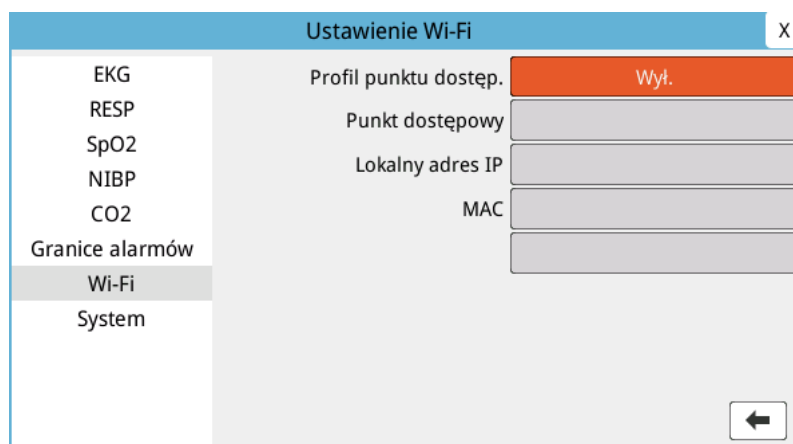 Ustawienie Wi-Fi
X
EKG
RESP
SpO2
NIBP
CO2
Granice alarmów
Wi-Fi
System
Profil punktu dostęp.
Wył.
Punkt dostępowy
Lokalny adres IP
MAC